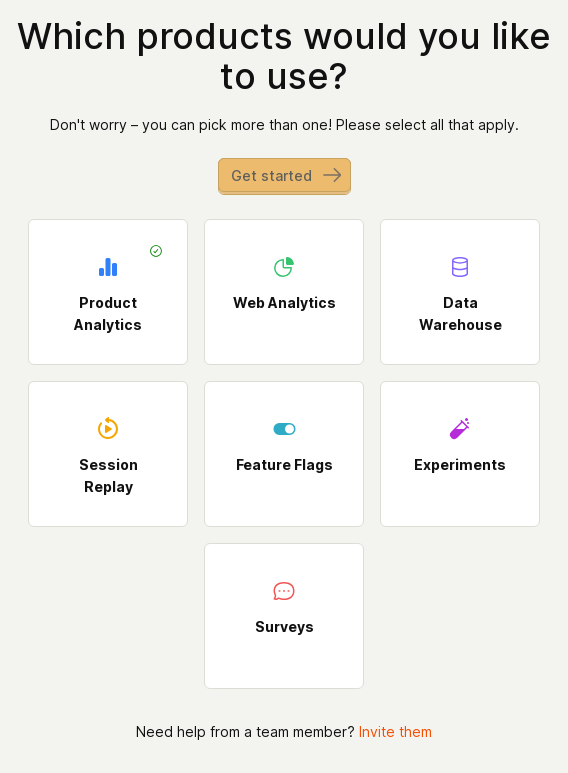 Which products would you like
to use?
Don't worry – you can pick more than one! Please select all that apply.
Get started
Product
Analytics
Web Analytics
Data
Warehouse
Session
Replay
Feature Flags
Experiments
Surveys
Need help from a team member? Invite them